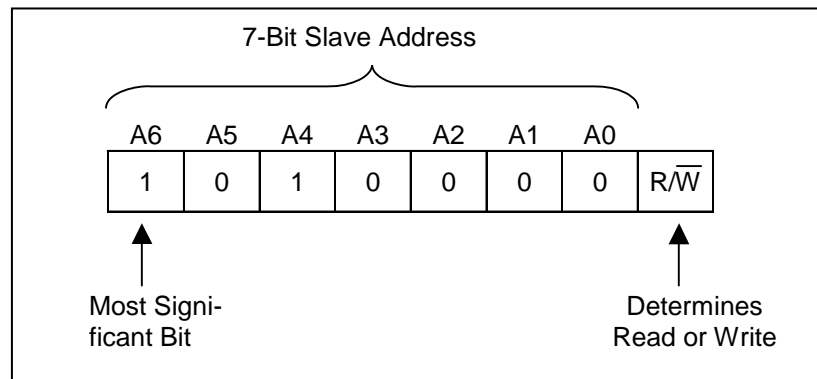 7-Bit Slave Address
A6 A5 A4 A3 A2 A1 A0
1 0 1 0 0 0 0 R/W̅
Most Signi-
ficant Bit
Determines
Read or Write